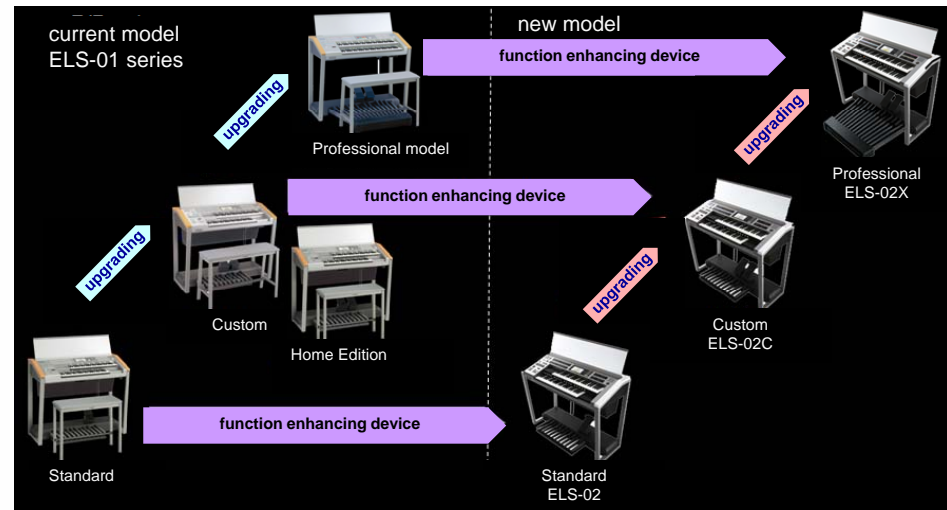 current model
ELS-01 series
new model
function enhancing device
upgrading
upgrading
Professional model
Professional
ELS-02X
function enhancing device
upgrading
upgrading
Custom
Home Edition
Custom
ELS-02C
function enhancing device
Standard
Standard
ELS-02